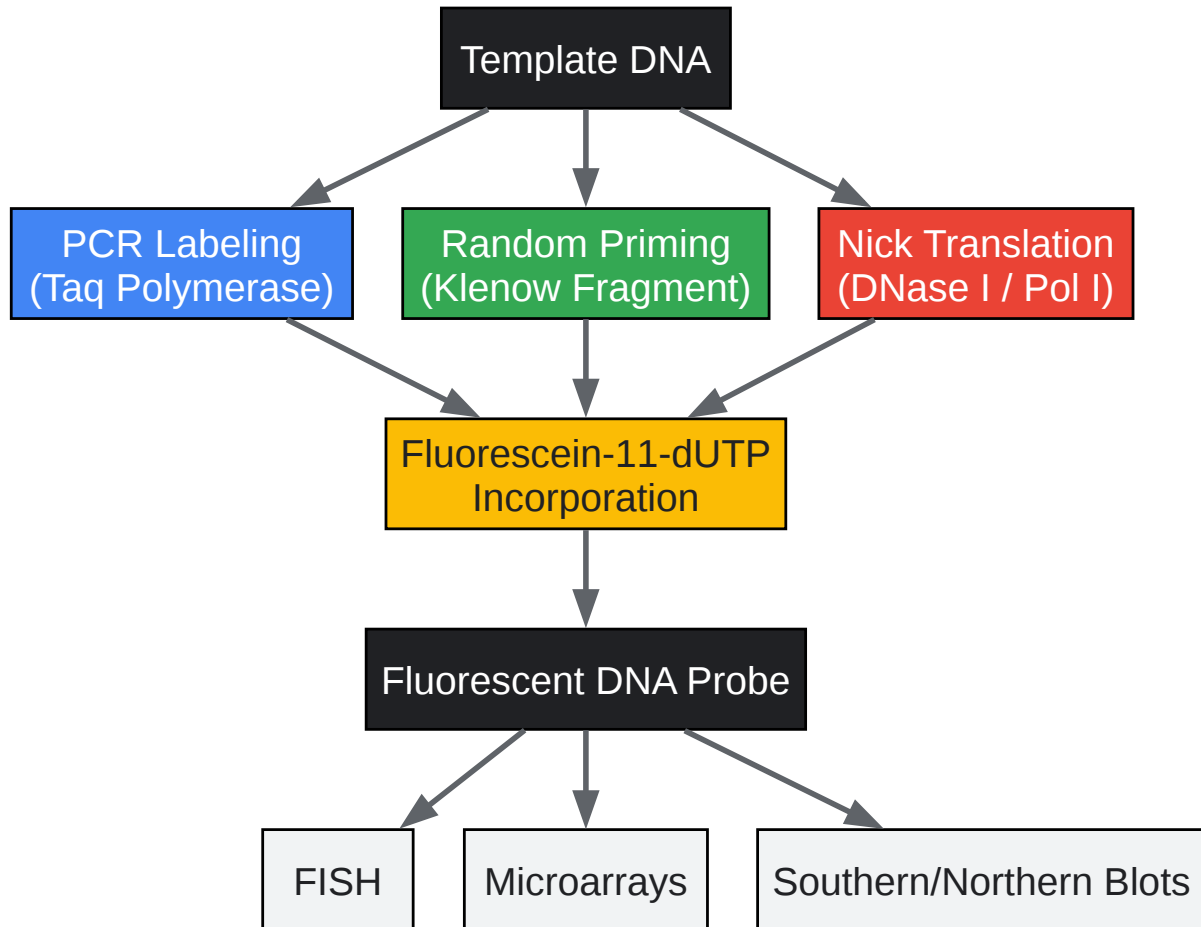 Template DNA
PCR Labeling
(Taq Polymerase)
Random Priming
(Klenow Fragment)
Nick Translation
(DNase I / Pol I)
Fluorescein-11-dUTP
Incorporation
Fluorescent DNA Probe
FISH
Microarrays
Southern/Northern Blots